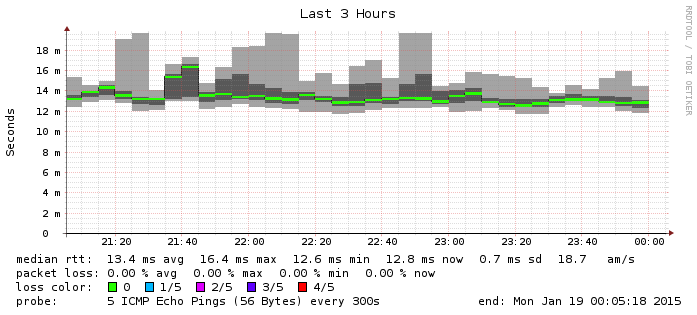 Last 3 Hours
RRDTOOL / TOBI OETIKER
Seconds
18 m
16 m
14 m
12 m
10 m
8 m
6 m
4 m
2 m
0
21:20 21:40 22:00 22:20 22:40 23:00 23:20 23:40 00:00
median rtt: 13.4 ms avg 16.4 ms max 12.6 ms min 12.8 ms now 0.7 ms sd 18.7 am/s
packet loss: 0.00 % avg 0.00 % max 0.00 % min 0.00 % now
loss color: 0 1/5 2/5 3/5 4/5
probe: 5 ICMP Echo Pings (56 Bytes) every 300s end: Mon Jan 19 00:05:18 2015